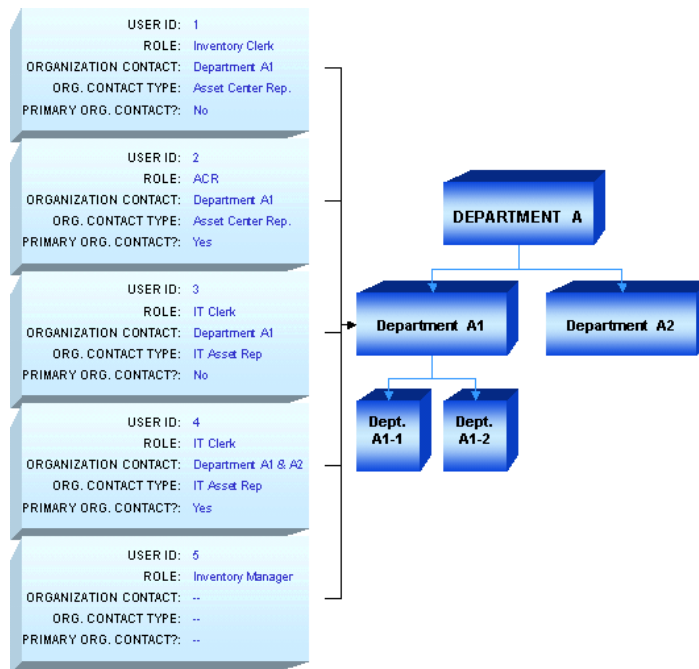 USER ID: 1
ROLE: Inventory Clerk
ORGANIZATION CONTACT: Department A1
ORG. CONTACT TYPE: Asset Center Rep.
PRIMARY ORG. CONTACT?: No
USER ID: 2
ROLE: ACR
ORGANIZATION CONTACT: Department A1
ORG. CONTACT TYPE: Asset Center Rep.
PRIMARY ORG. CONTACT?: Yes
USER ID: 3
ROLE: IT Clerk
ORGANIZATION CONTACT: Department A1
ORG. CONTACT TYPE: IT Asset Rep
PRIMARY ORG. CONTACT?: No
USER ID: 4
ROLE: IT Clerk
ORGANIZATION CONTACT: Department A1 & A2
ORG. CONTACT TYPE: IT Asset Rep
PRIMARY ORG. CONTACT?: Yes
USER ID: 5
ROLE: Inventory Manager
ORGANIZATION CONTACT: --
ORG. CONTACT TYPE: --
PRIMARY ORG. CONTACT?: --
DEPARTMENT A
Department A1
Department A2
Dept.
A1-1
Dept.
A1-2